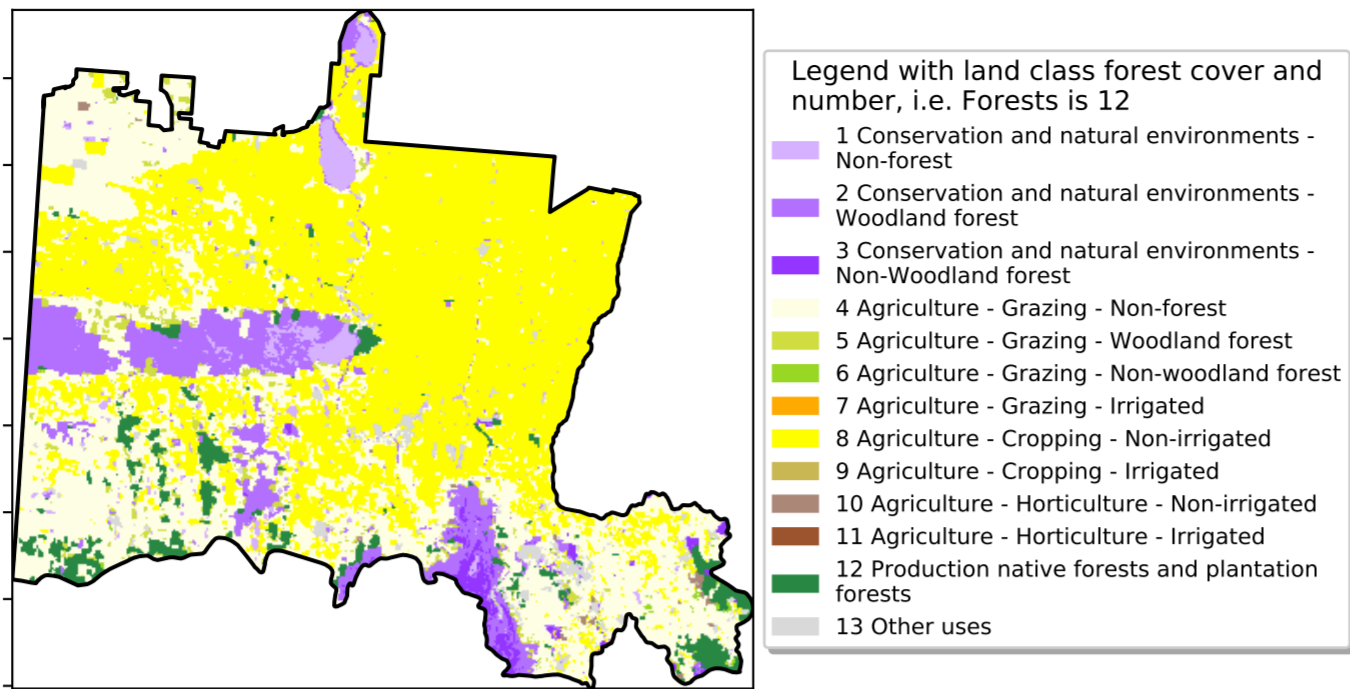 Legend with land class forest cover and
number, i.e. Forests is 12
1 Conservation and natural environments -
Non-forest
2 Conservation and natural environments -
Woodland forest
3 Conservation and natural environments -
Non-Woodland forest
4 Agriculture - Grazing - Non-forest
5 Agriculture - Grazing - Woodland forest
6 Agriculture - Grazing - Non-woodland forest
7 Agriculture - Grazing - Irrigated
8 Agriculture - Cropping - Non-irrigated
9 Agriculture - Cropping - Irrigated
10 Agriculture - Horticulture - Non-irrigated
11 Agriculture - Horticulture - Irrigated
12 Production native forests and plantation
forests
13 Other uses